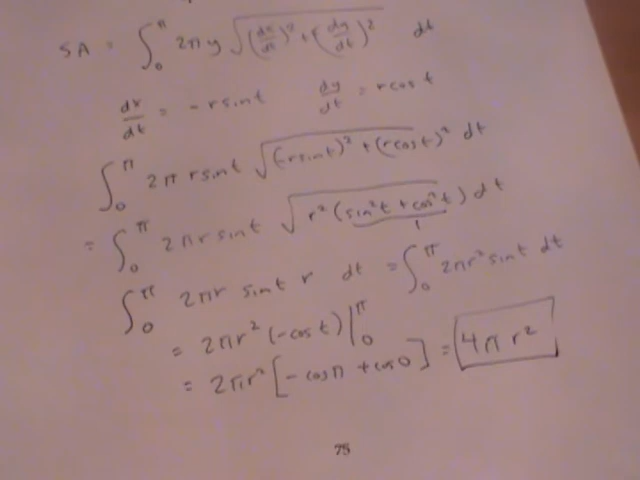 SA = ∫₀^π 2πy √((dx/dt)² + (dy/dt)²) dt
dx/dt = -r sin t dy/dt = r cos t
∫₀^π 2π r sin t √((-r sin t)² + (r cos t)²) dt
= ∫₀^π 2πr sin t √(r² (sin²t + cos²t)) dt
1
∫₀^π 2πr sin t r dt = ∫₀^π 2πr² sin t dt
= 2πr² (-cos t) |₀^π
= 2πr² [-cos π + cos 0] = 4πr²
75